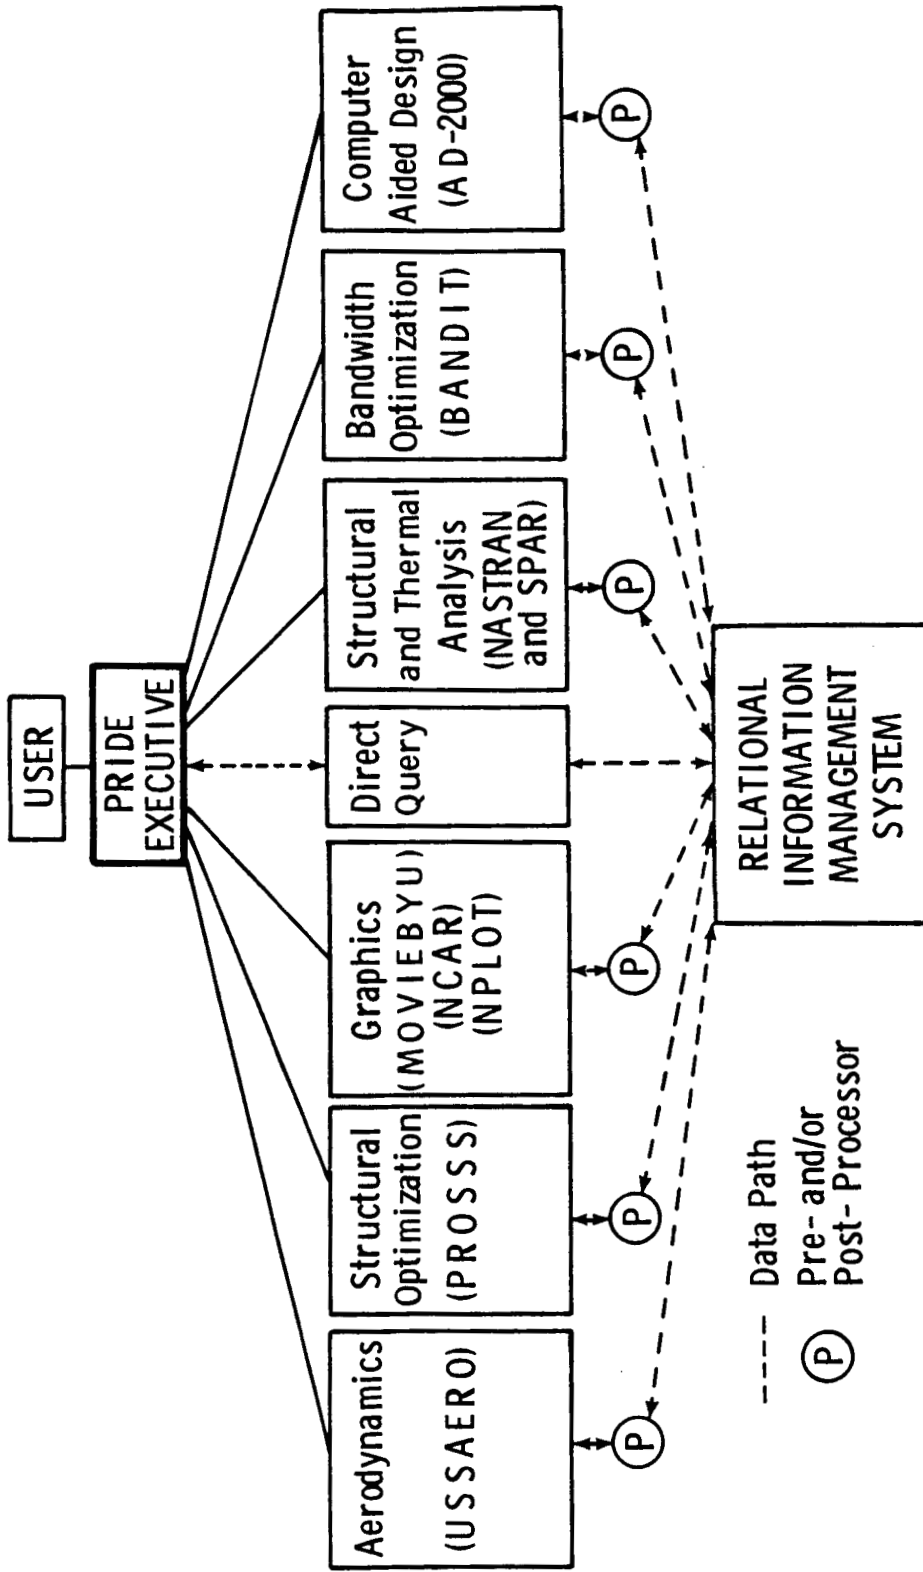 USER
PRIDE
EXECUTIVE
Aerodynamics
(USSAERO)
Structural
Optimization
(PROSSS)
Graphics
(MOVIEBYU)
(NCAR)
(NPLOT)
Direct
Query
Structural
and Thermal
Analysis
(NASTRAN
and SPAR)
Bandwidth
Optimization
(BANDIT)
Computer
Aided Design
(AD-2000)
P
P
P
P
P
P
RELATIONAL
INFORMATION
MANAGEMENT
SYSTEM
Data Path
P
Pre- and/or
Post- Processor